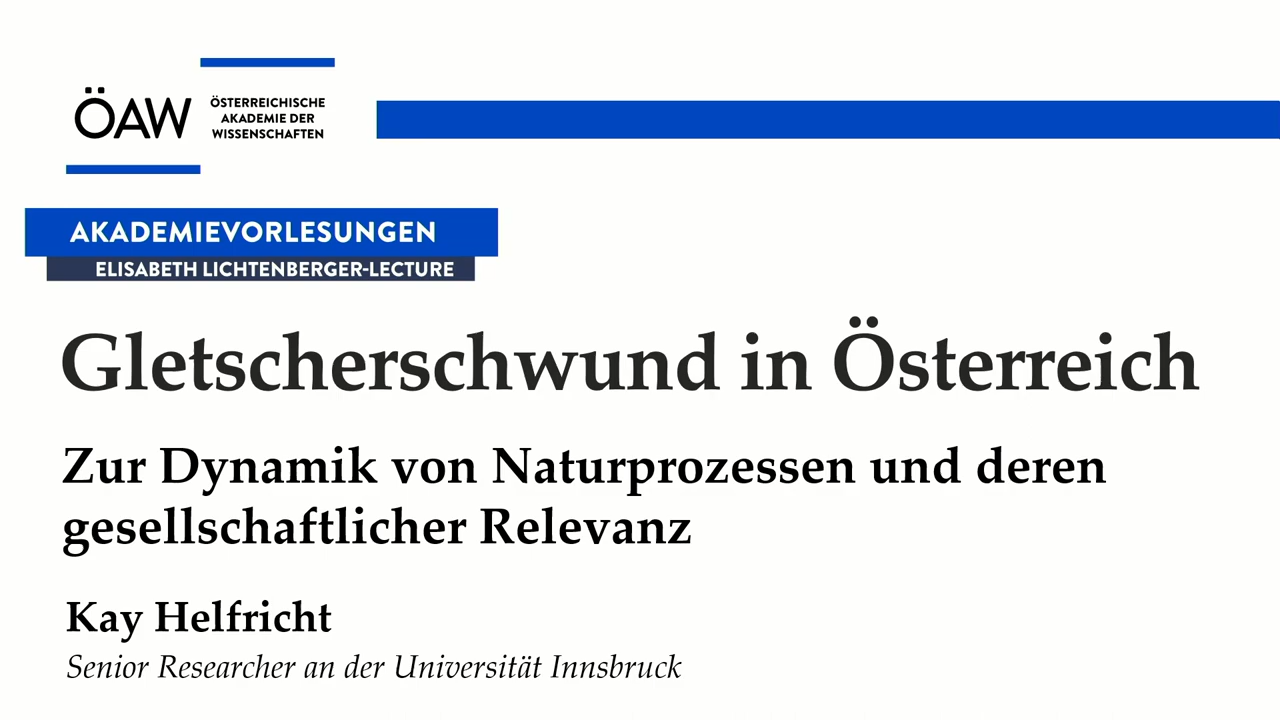 ÖAW
ÖSTERREICHISCHE
AKADEMIE DER
WISSENSCHAFTEN
AKADEMIEVORLESUNGEN
ELISABETH LICHTENBERGER-LECTURE
Gletscherschwund in Österreich
Zur Dynamik von Naturprozessen und deren
gesellschaftlicher Relevanz
Kay Helfricht
Senior Researcher an der Universität Innsbruck